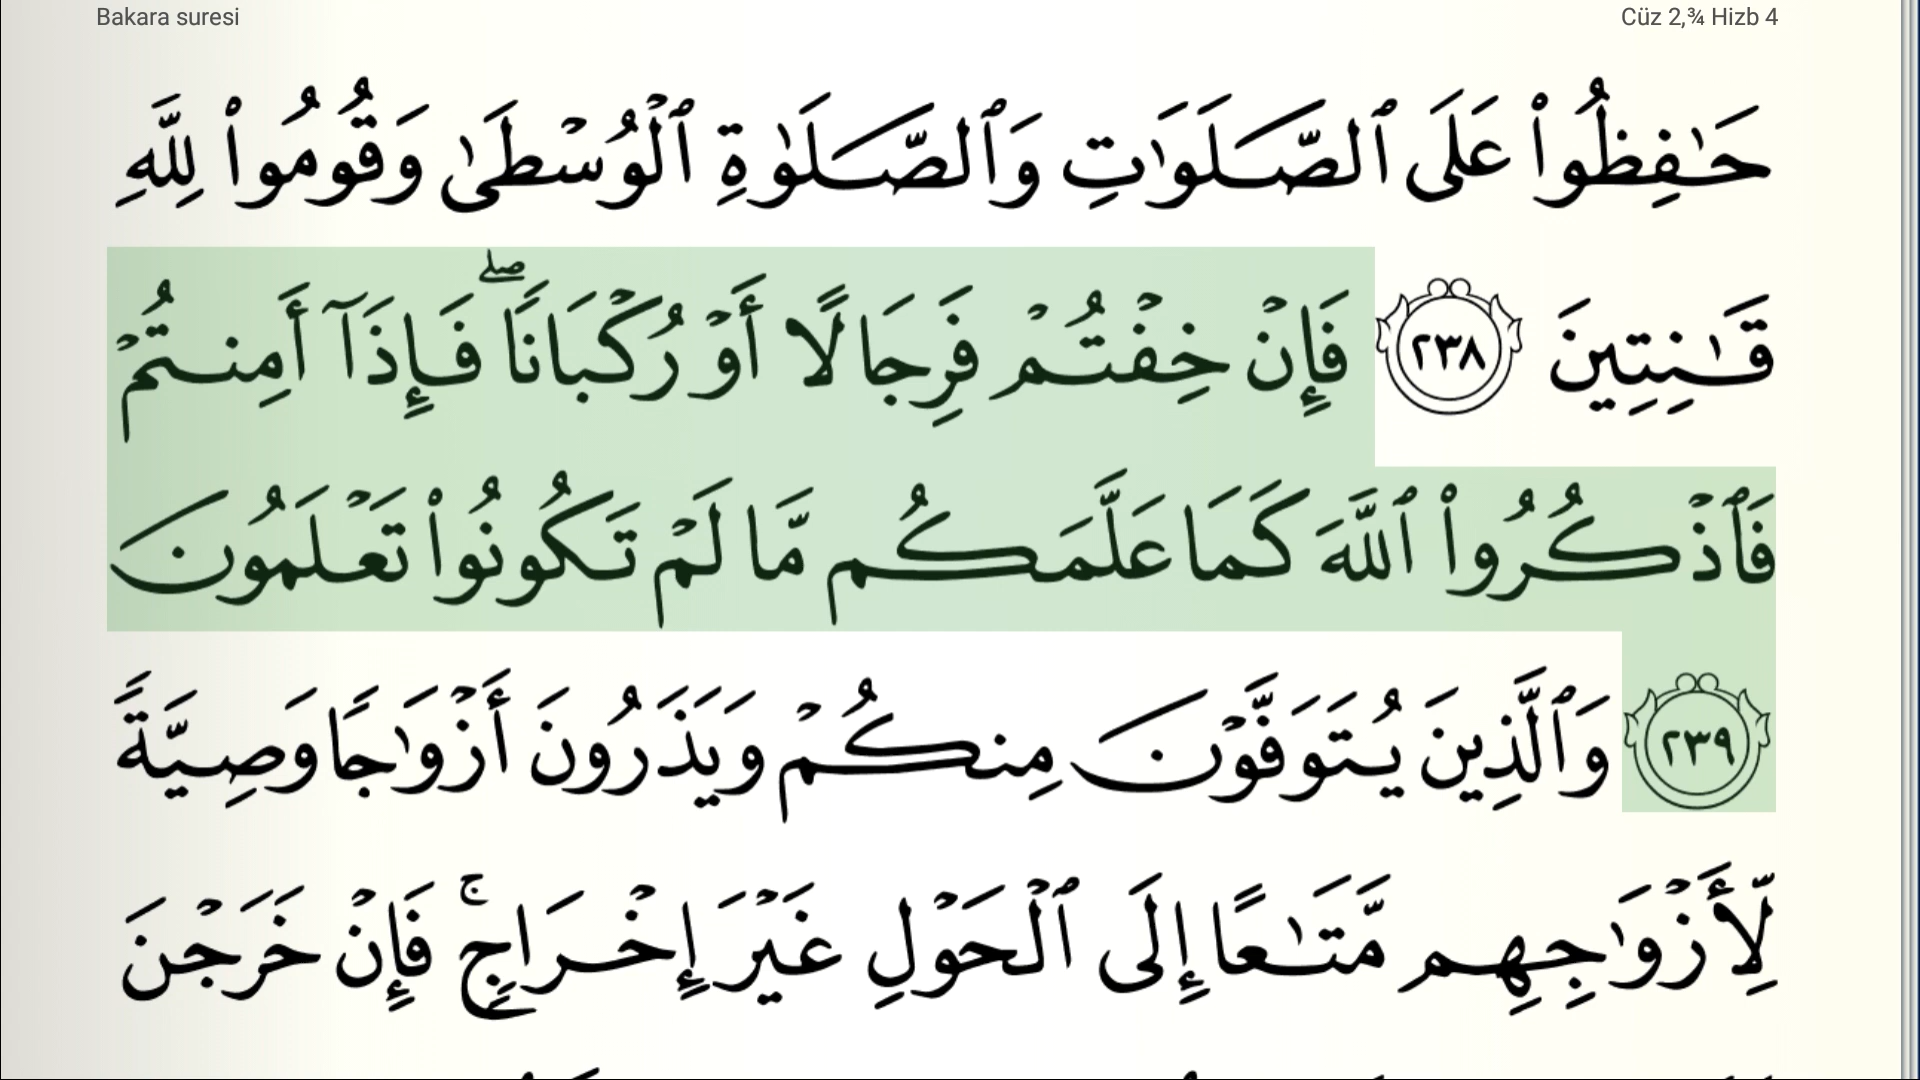 Bakara suresi
Cüz 2,¾ Hizb 4
حَـٰفِظُوا۟ عَلَى ٱلصَّلَوَٰتِ وَٱلصَّلَوٰةِ ٱلْوُسْطَىٰ وَقُومُوا۟ لِلَّهِ
قَـٰنِتِينَ ٢٣٨ فَإِنْ خِفْتُمْ فَرِجَالًا أَوْ رُكْبَانًا ۖ فَإِذَآ أَمِنتُمْ
فَٱذْكُرُوا۟ ٱللَّهَ كَمَا عَلَّمَكُم مَّا لَمْ تَكُونُوا۟ تَعْلَمُونَ
٢٣٩ وَٱلَّذِينَ يُتَوَفَّوْنَ مِنكُمْ وَيَذَرُونَ أَزْوَٰجًا وَصِيَّةً
لِّأَزْوَٰجِهِم مَّتَـٰعًا إِلَى ٱلْحَوْلِ غَيْرَ إِخْرَاجٍ ۚ فَإِنْ خَرَجْنَ